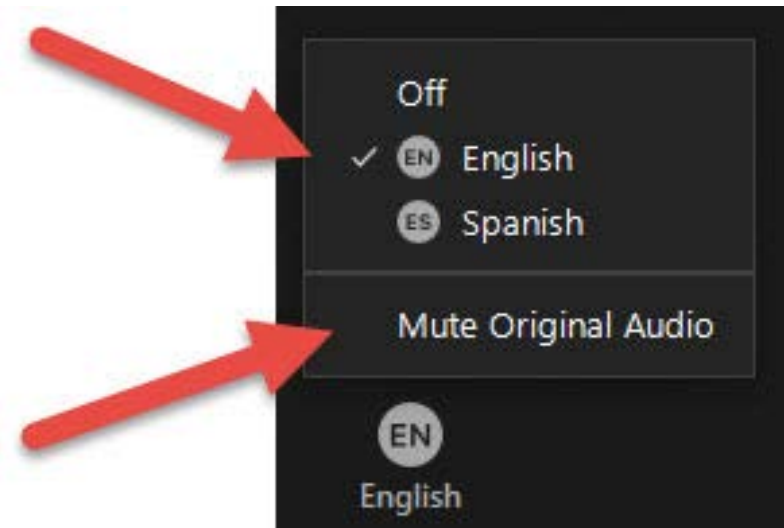 Off
EN English
ES Spanish
Mute Original Audio
EN
English